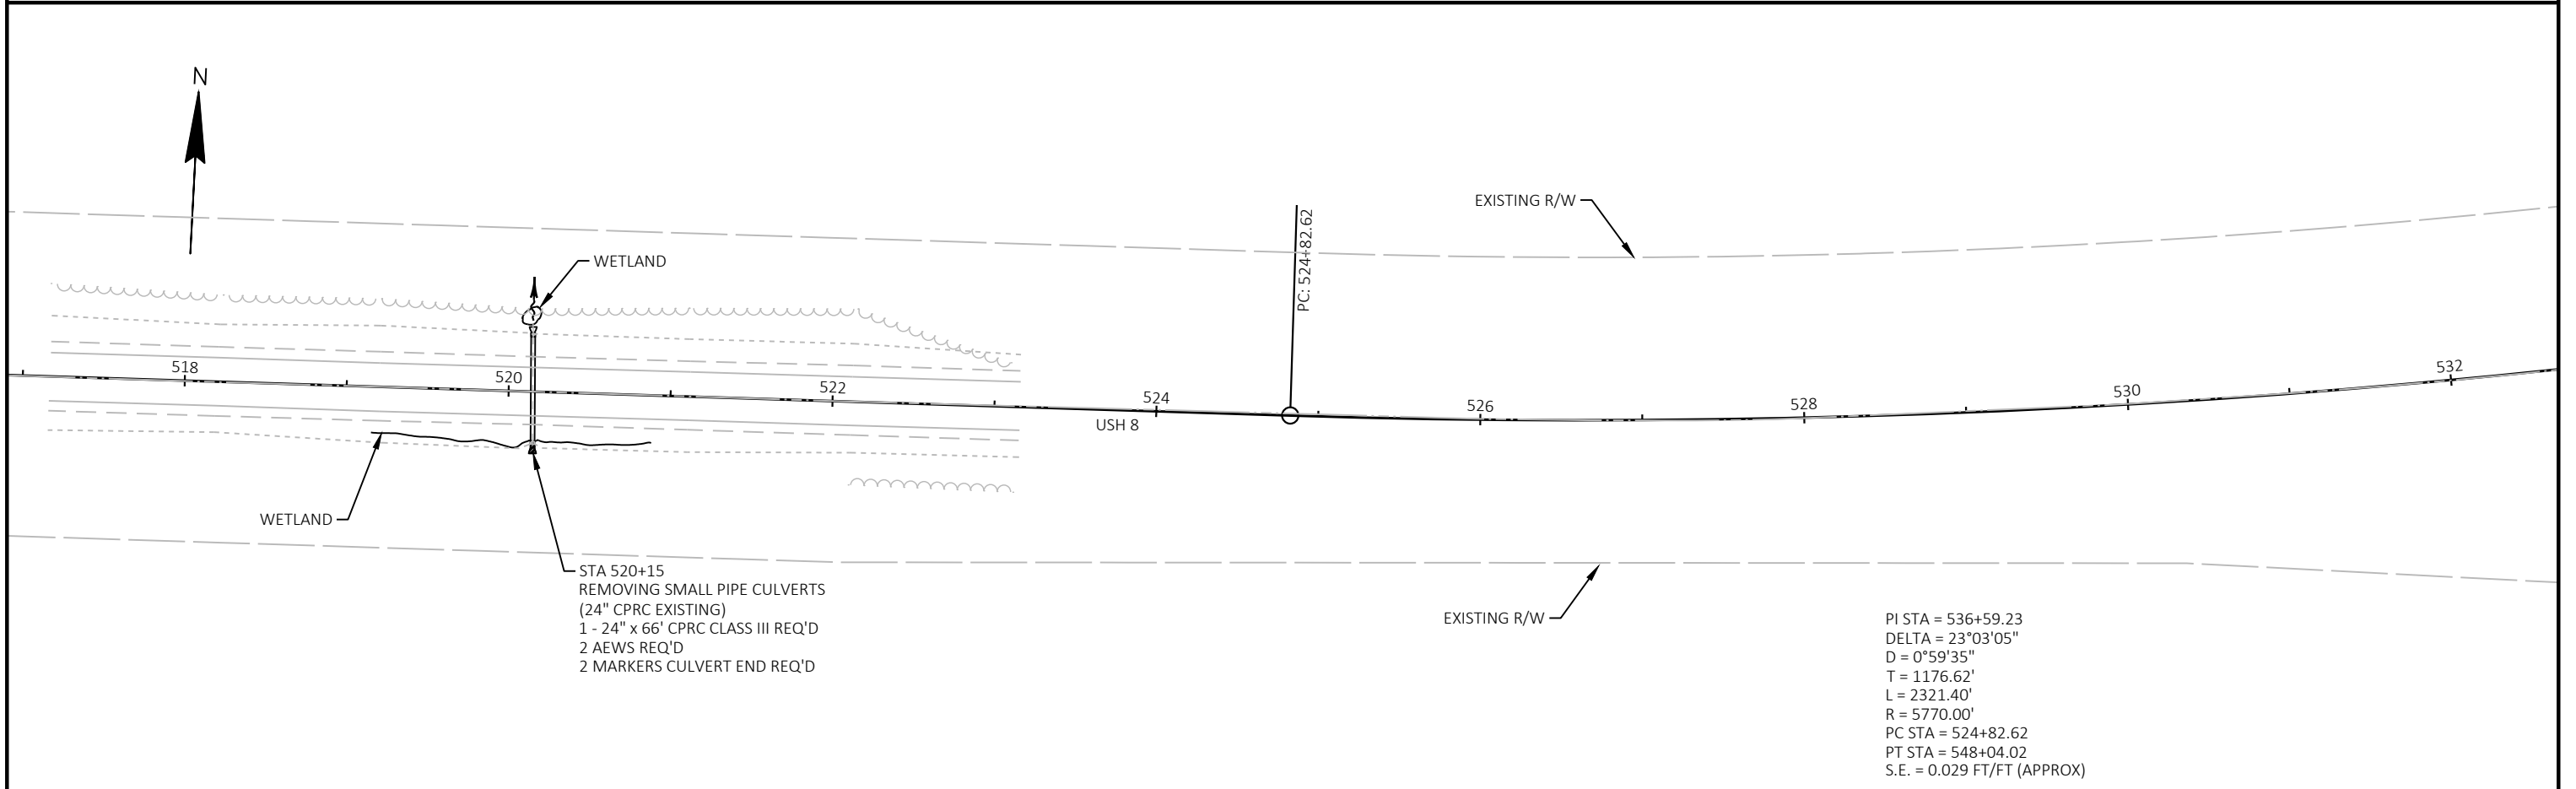 N
EXISTING R/W
PC: 524+82.62
WETLAND
518
520
522
524
526
528
530
532
USH 8
WETLAND
STA 520+15
REMOVING SMALL PIPE CULVERTS
(24" CPRC EXISTING)
1 - 24" x 66' CPRC CLASS III REQ'D
2 AEWS REQ'D
2 MARKERS CULVERT END REQ'D
EXISTING R/W
PI STA = 536+59.23
DELTA = 23°03'05"
D = 0°59'35"
T = 1176.62'
L = 2321.40'
R = 5770.00'
PC STA = 524+82.62
PT STA = 548+04.02
S.E. = 0.029 FT/FT (APPROX)